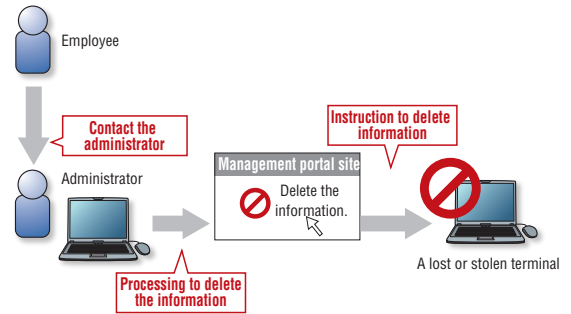 Employee
Contact the
administrator
Administrator
Processing to delete
the information
Management portal site
Delete the
information.
Instruction to delete
information
A lost or stolen terminal